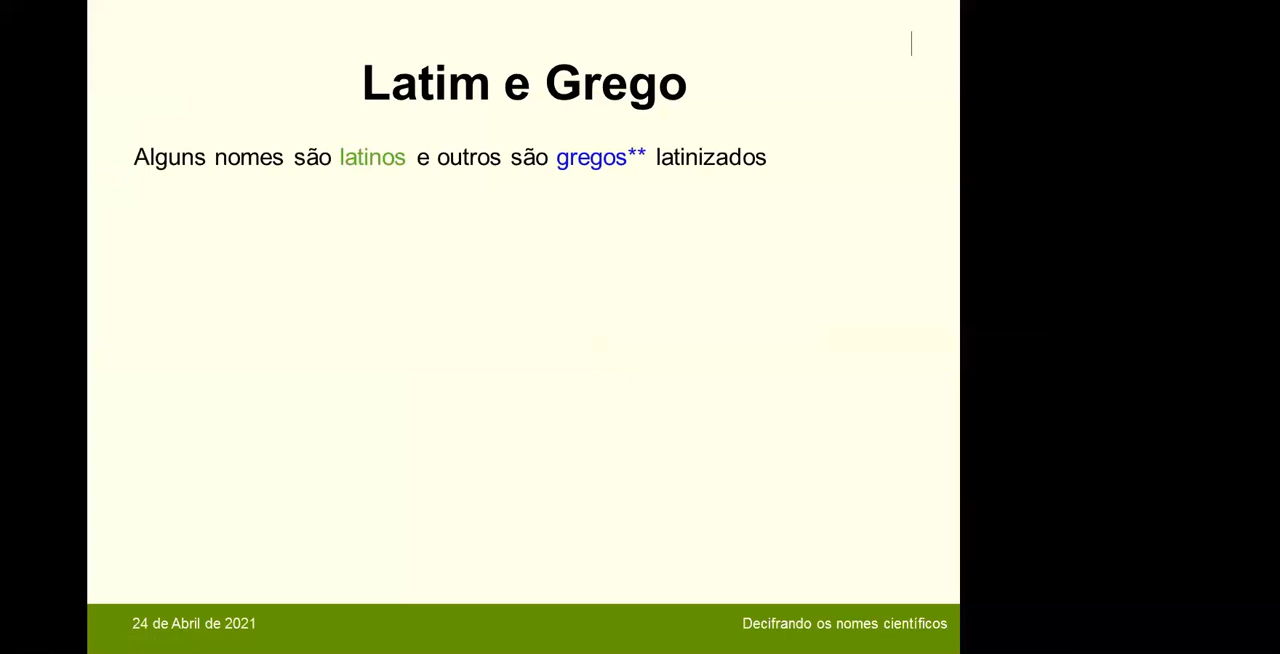 Latim e Grego
Alguns nomes são latinos e outros são gregos** latinizados
24 de Abril de 2021
Decifrando os nomes científicos